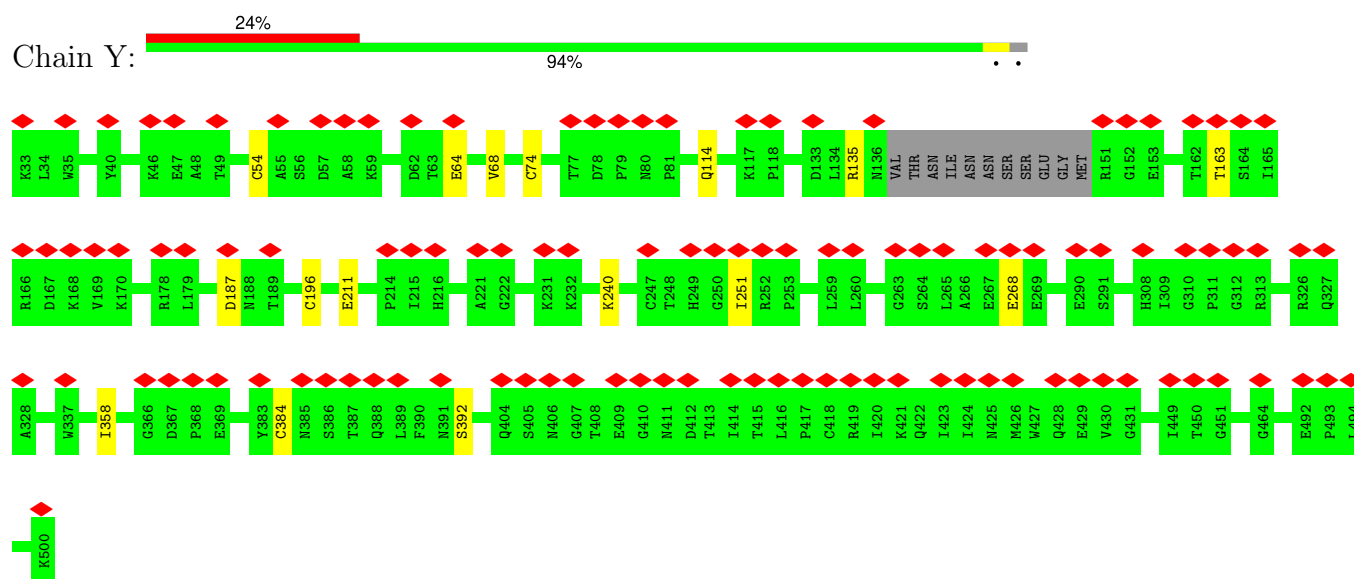 24%
Chain Y:
94%
• •
K33 L34 W35 Y40 K46 E47 A48 T49 C54 A55 S56 D57 A58 K59 D62 T63 E64 V68 C74 T77 D78 P79 N80 P81 Q114 K117 P118 D133 L134 R135 N136 VAL THR ASN ILE ASN ASN SER SER GLU GLY MET R151 G152 E153 T162 T163 S164 I165
R166 D167 K168 V169 K170 R178 L179 D187 N188 T189 C196 E211 P214 I215 H216 A221 G222 K231 K232 K240 C247 T248 H249 G250 I251 R252 P253 L259 L260 G263 S264 L265 A266 E267 E268 E269 E290 S291 H308 I309 G310 P311 G312 R313 R326 Q327
A328 W337 I358 G366 D367 P368 E369 Y383 C384 N385 S386 T387 Q388 L389 F390 N391 S392 Q404 S405 N406 G407 T408 E409 G410 N411 D412 T413 I414 T415 L416 P417 C418 R419 I420 K421 Q422 I423 I424 N425 M426 W427 Q428 E429 V430 G431 I449 T450 G451 G464 E492 P493 L494
K500